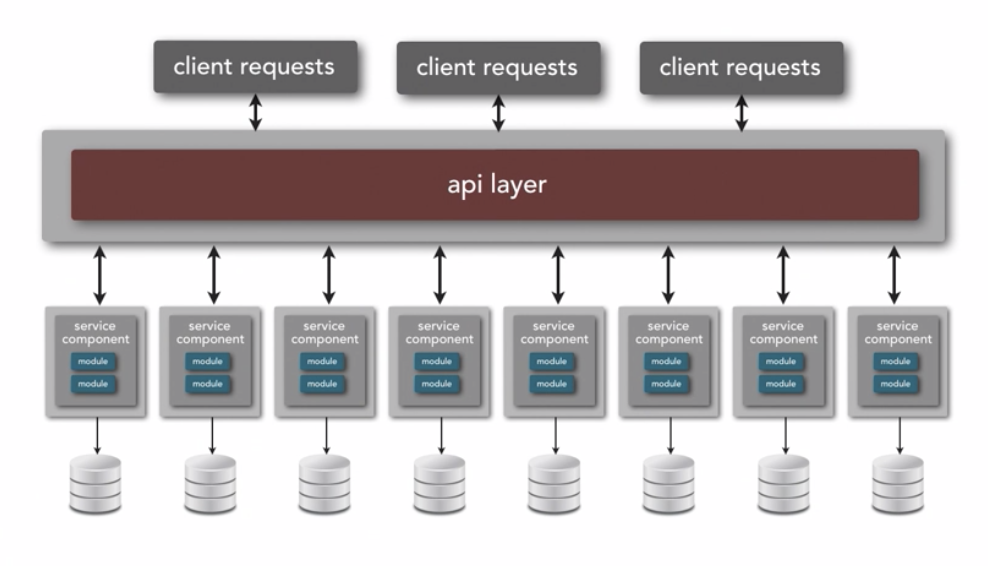 client requests
client requests
client requests
api layer
service
component
module
module
service
component
module
module
service
component
module
module
service
component
module
module
service
component
module
module
service
component
module
module
service
component
module
module
service
component
module
module